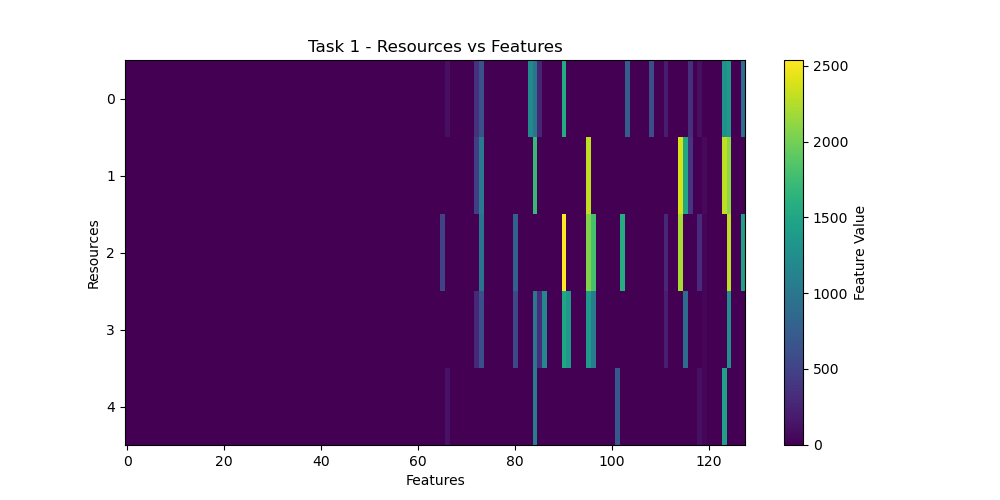 Task 1 - Resources vs Features
Resources
0
1
2
3
4
0 20 40 60 80 100 120
Features
2500
2000
1500
1000
500
0
Feature Value